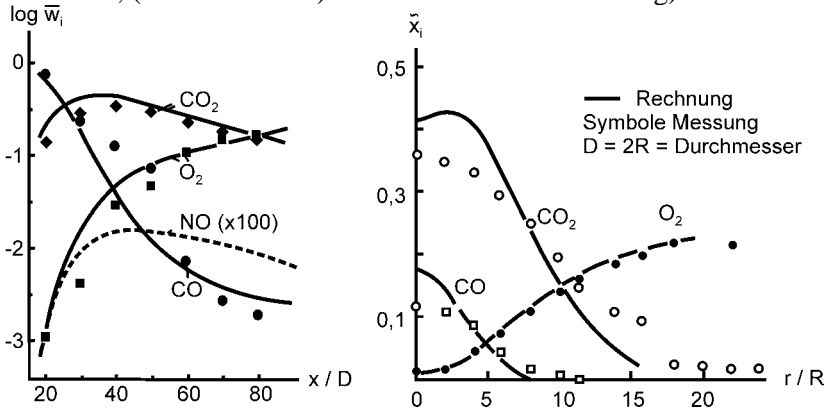 log w̅ᵢ
0
-1
-2
-3
CO₂
O₂
NO (x100)
CO
20 40 60 80 x / D
x̃ᵢ
0,5
0,3
0,1
Rechnung
Symbole Messung
D = 2R = Durchmesser
CO₂
O₂
CO
0 5 10 15 20 r / R